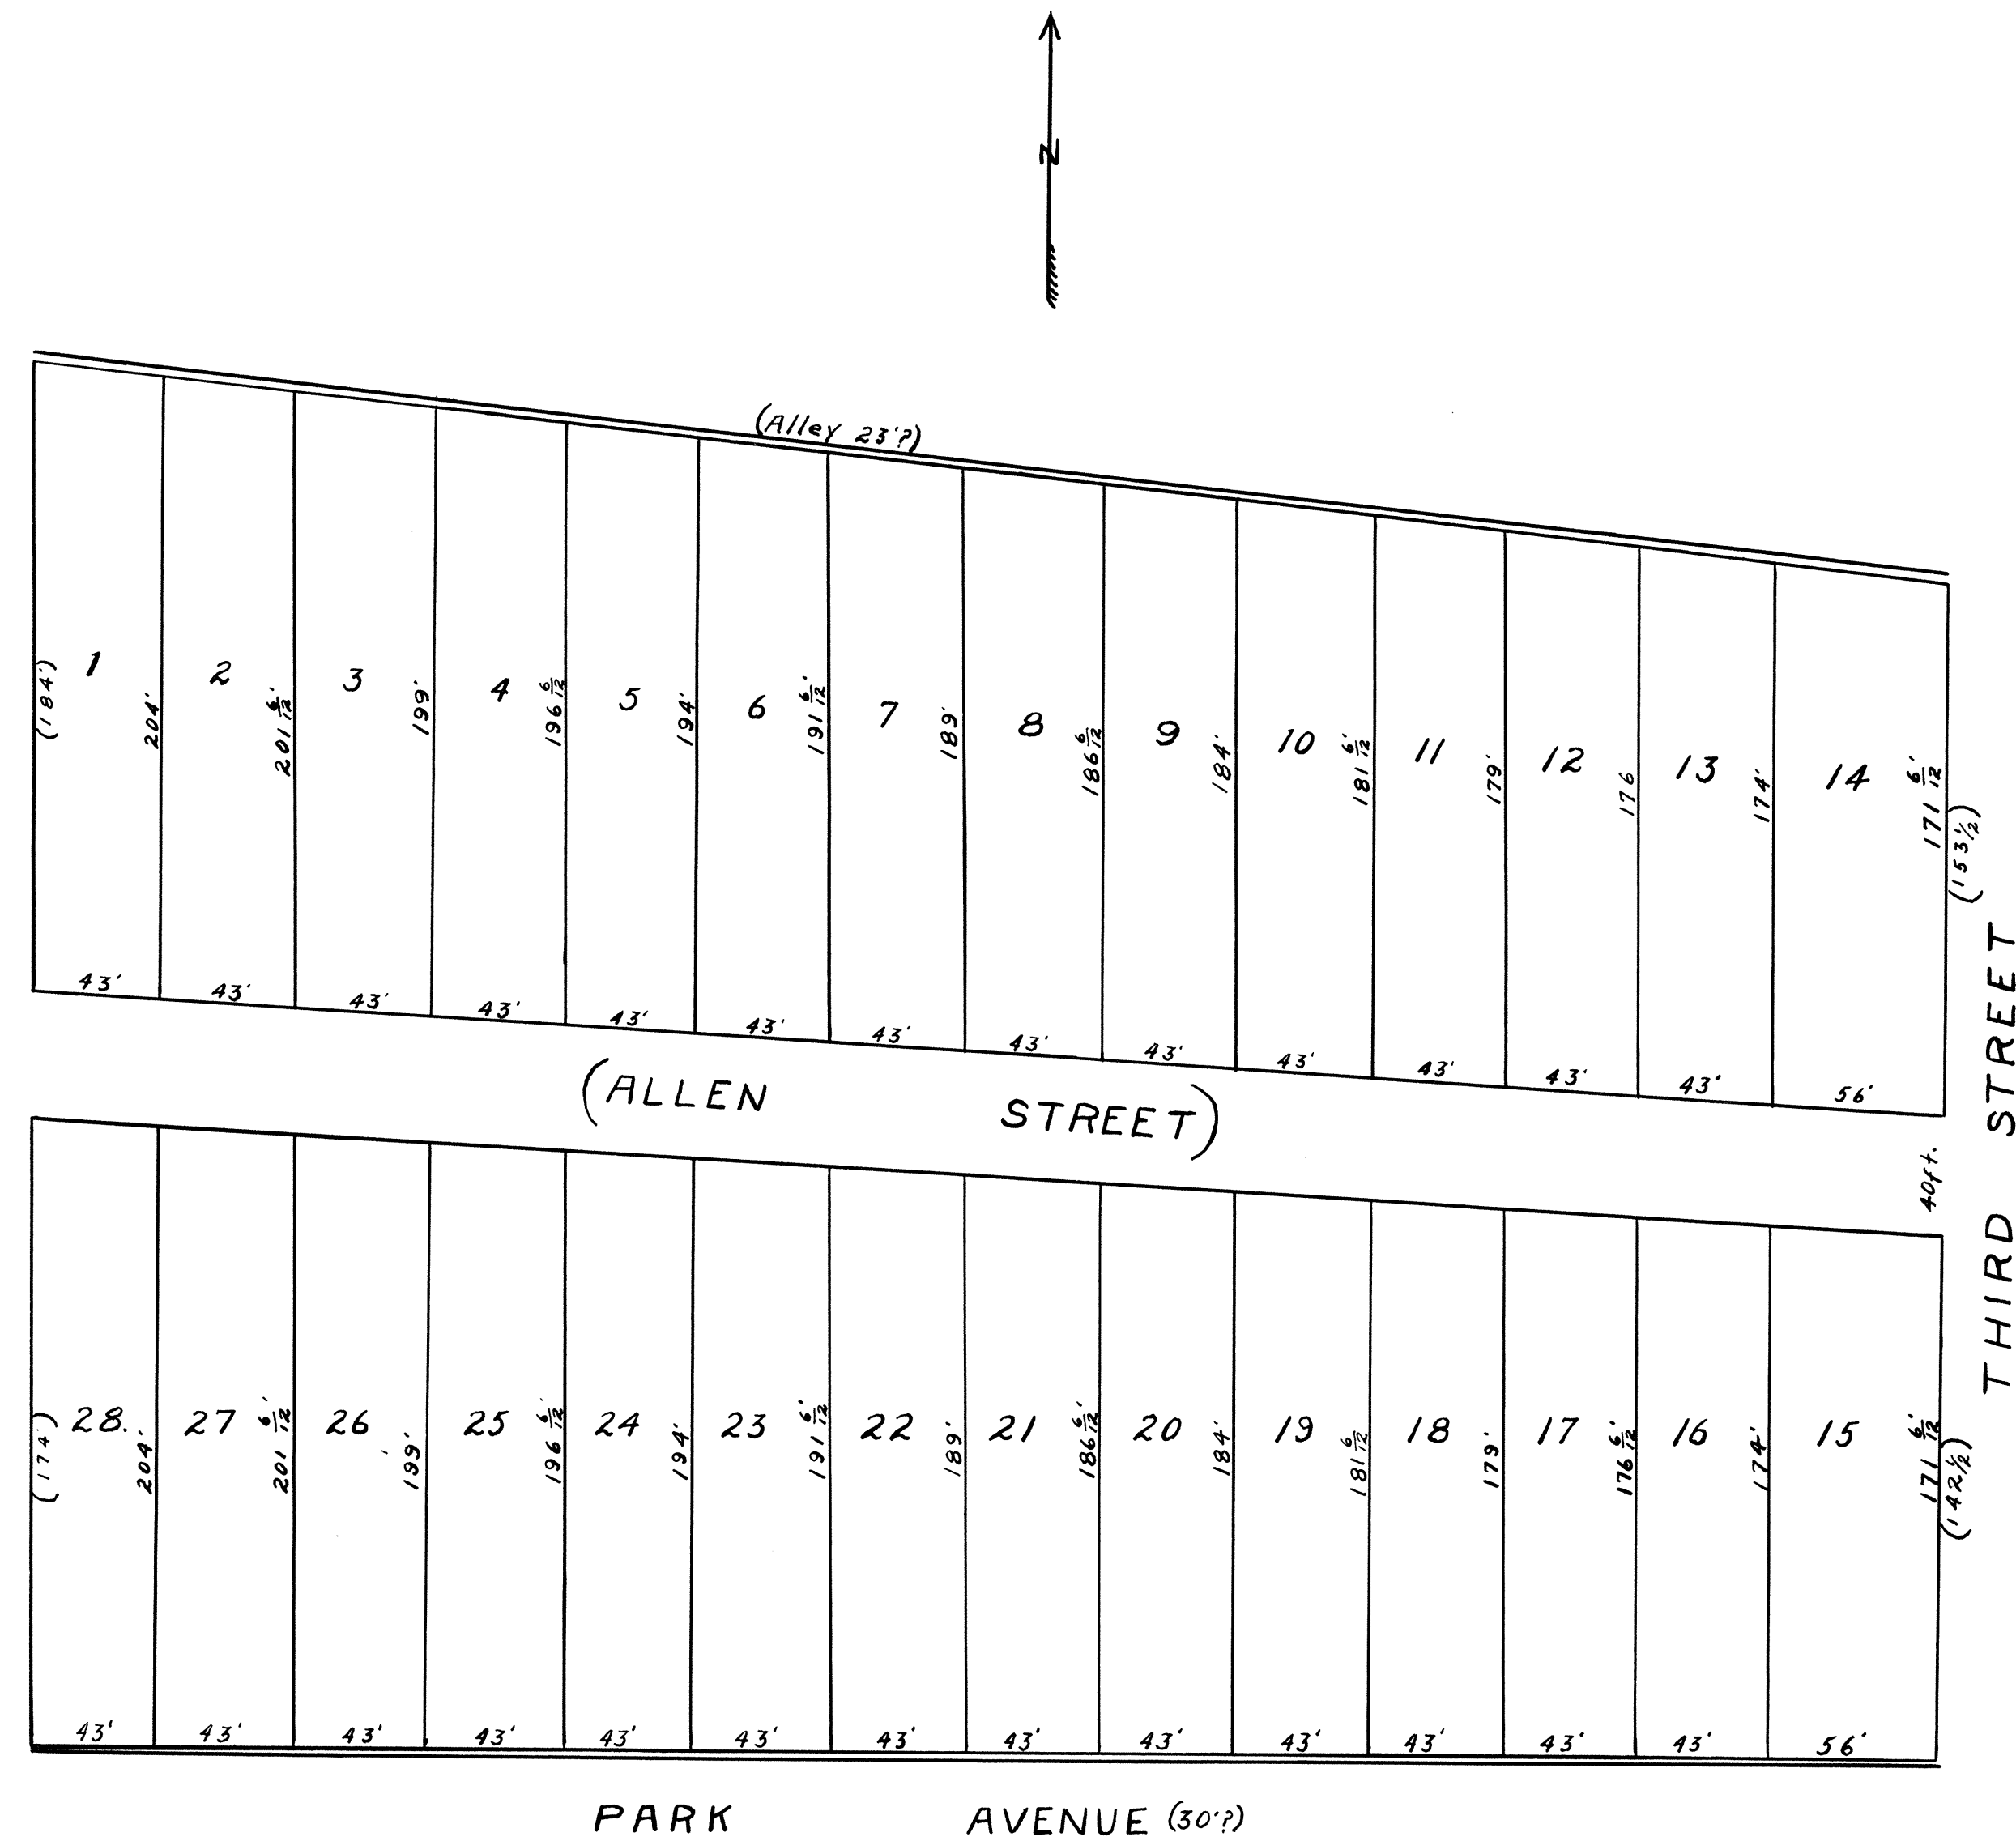 N
(Alley 23'?)
1 2 3 4 5 6 7 8 9 10 11 12 13 14
(184') 204' 201 6/12' 199' 196 6/12 194' 191 6/12' 189' 186 6/12 184' 181 6/12' 179' 176 174' 171 6/12' (153 1/2')
43' 43' 43' 43' 43' 43' 43' 43' 43' 43' 43' 43' 43' 56'
(ALLEN STREET)
40ft.
THIRD STREET
28. 27 26 25 24 23 22 21 20 19 18 17 16 15
(174') 204' 201 6/12' 199' 196 6/12' 194' 191 6/12' 189' 186 6/12' 184' 181 6/12 179' 176 6/12' 174' 171 6/12' (142 1/2)
43' 43' 43' 43' 43' 43' 43' 43' 43' 43' 43' 43' 43' 56'
PARK AVENUE (30'?)